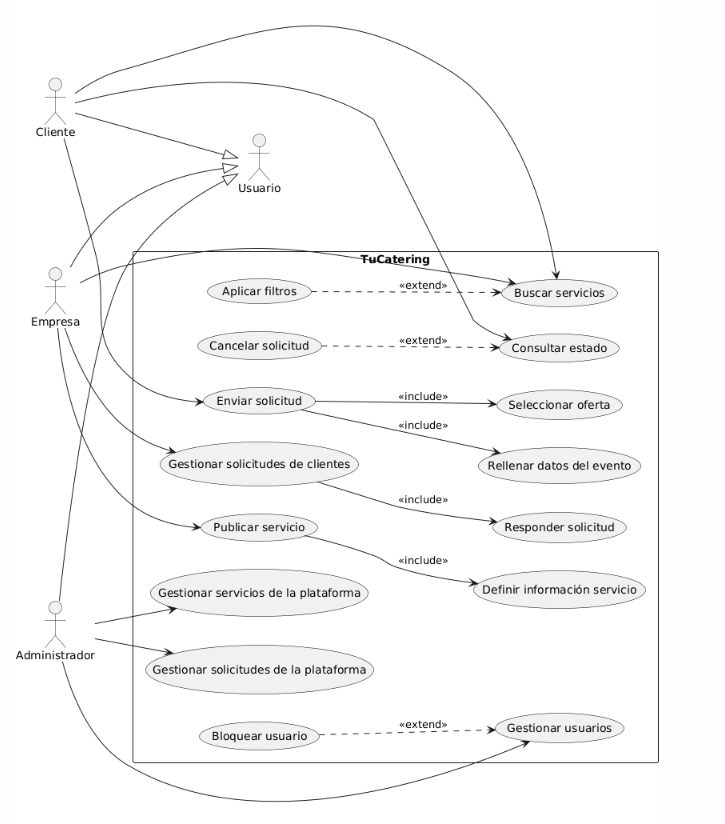 Cliente
Usuario
TuCatering
Aplicar filtros
«extend»
Buscar servicios
Empresa
Cancelar solicitud
«extend»
Consultar estado
Enviar solicitud
«include»
Seleccionar oferta
«include»
Gestionar solicitudes de clientes
Rellenar datos del evento
«include»
Publicar servicio
Responder solicitud
«include»
Gestionar servicios de la plataforma
Definir información servicio
Administrador
Gestionar solicitudes de la plataforma
Bloquear usuario
«extend»
Gestionar usuarios